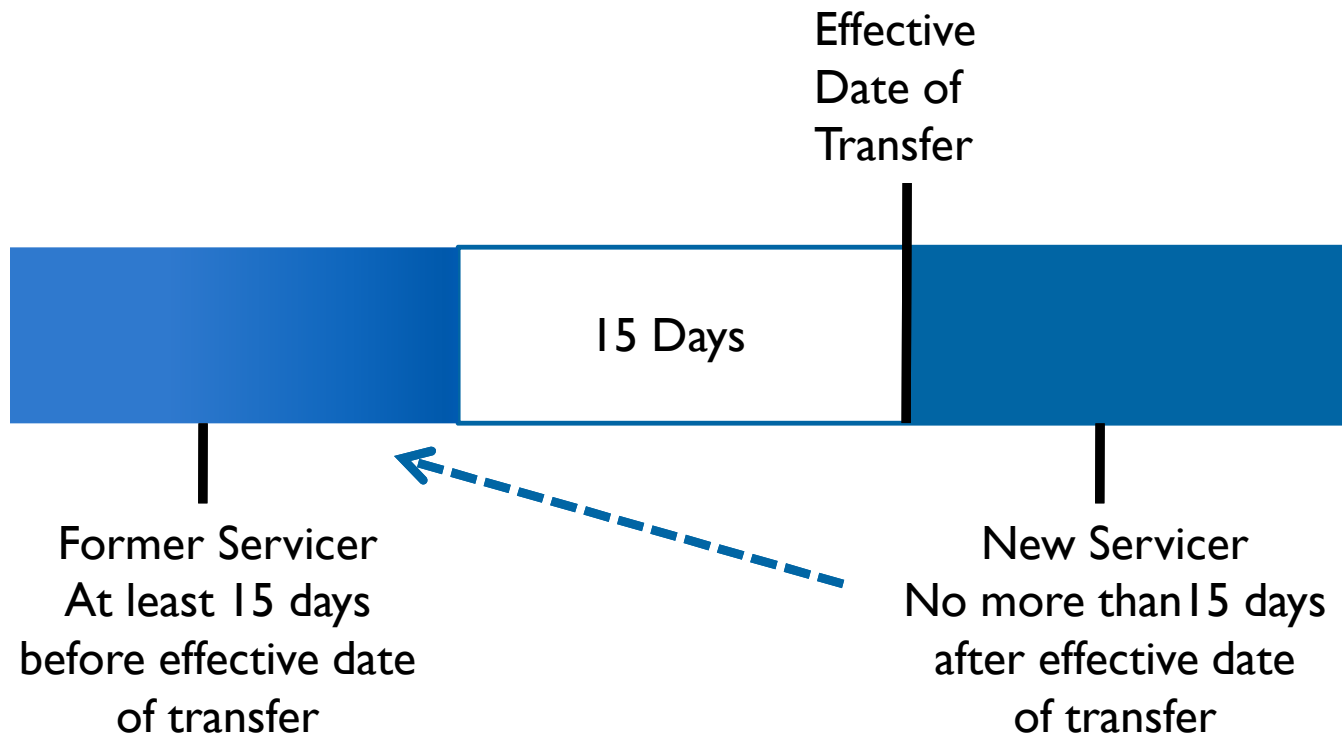 Effective
Date of
Transfer
15 Days
Former Servicer
At least 15 days
before effective date
of transfer
New Servicer
No more than15 days
after effective date
of transfer